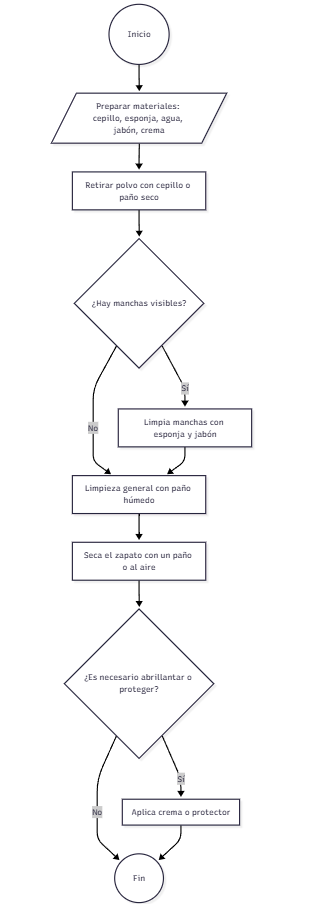 Inicio
Preparar materiales:
cepillo, esponja, agua,
jabón, crema
Retirar polvo con cepillo o
paño seco
¿Hay manchas visibles?
Sí
No
Limpia manchas con
esponja y jabón
Limpieza general con paño
húmedo
Seca el zapato con un paño
o al aire
¿Es necesario abrillantar o
proteger?
Sí
No
Aplica crema o protector
Fin